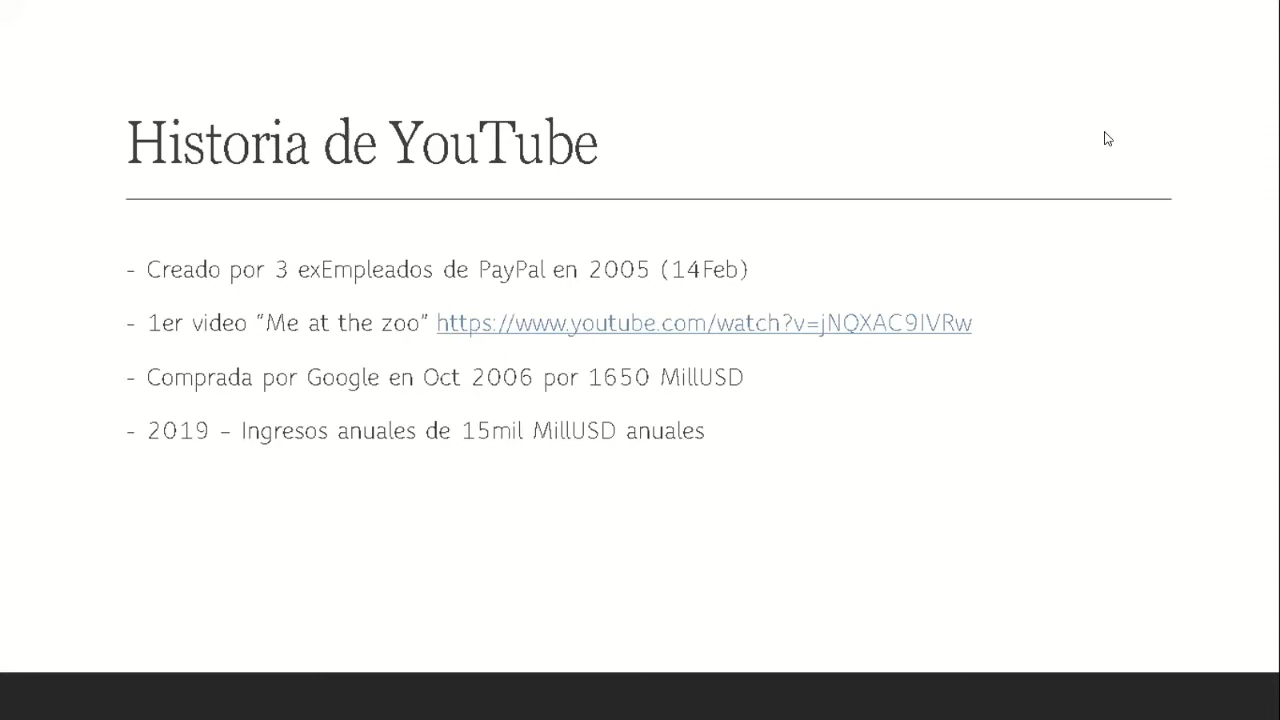 Historia de YouTube
- Creado por 3 exEmpleados de PayPal en 2005 (14Feb)
- 1er video "Me at the zoo" https://www.youtube.com/watch?v=jNQXAC9IVRw
- Comprada por Google en Oct 2006 por 1650 MillUSD
- 2019 – Ingresos anuales de 15mil MillUSD anuales